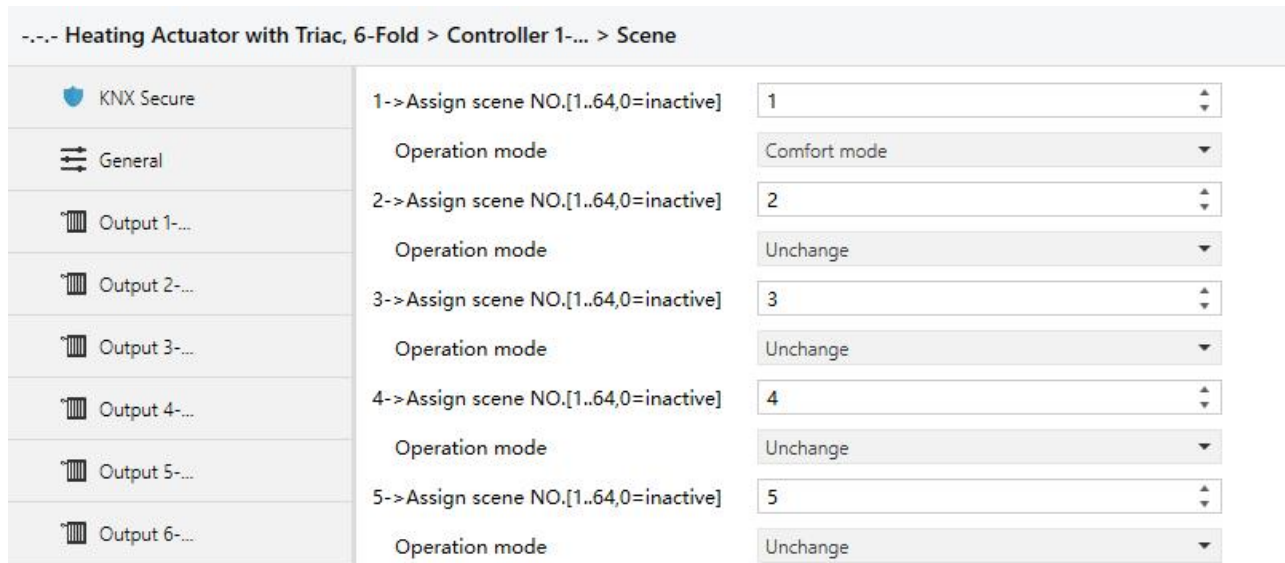 -.-.- Heating Actuator with Triac, 6-Fold > Controller 1-... > Scene
KNX Secure
General
Output 1-...
Output 2-...
Output 3-...
Output 4-...
Output 5-...
Output 6-...
1->Assign scene NO.[1..64,0=inactive] 1
Operation mode Comfort mode
2->Assign scene NO.[1..64,0=inactive] 2
Operation mode Unchange
3->Assign scene NO.[1..64,0=inactive] 3
Operation mode Unchange
4->Assign scene NO.[1..64,0=inactive] 4
Operation mode Unchange
5->Assign scene NO.[1..64,0=inactive] 5
Operation mode Unchange